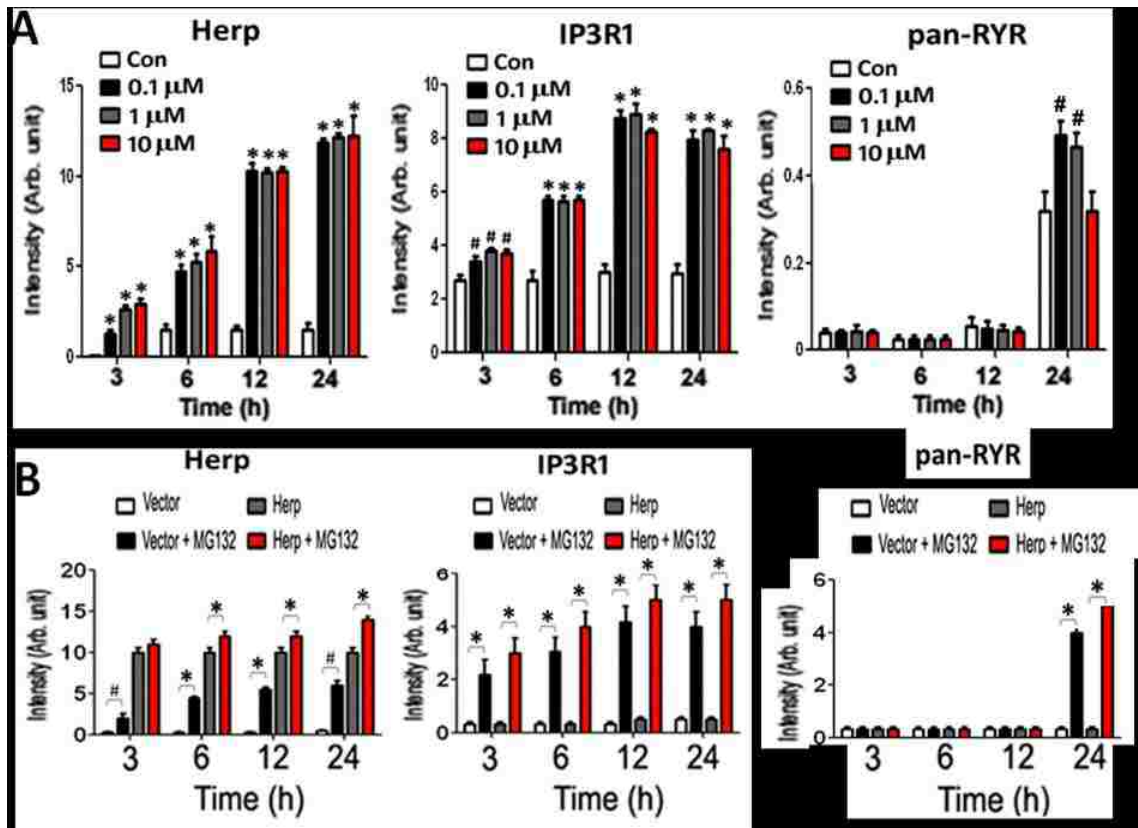 A
Herp
Con
0.1 μM
1 μM
10 μM
Intensity (Arb. unit)
15
10
5
0
* * *
* * *
* * *
* * *
3 6 12 24
Time (h)
IP3R1
Con
0.1 μM
1 μM
10 μM
Intensity (Arb. unit)
10
8
6
4
2
0
# # #
* * *
* * *
* * *
3 6 12 24
Time (h)
pan-RYR
Con
0.1 μM
1 μM
10 μM
Intensity (Arb. unit)
0.6
0.4
0.2
0
# #
3 6 12 24
Time (h)
B
Herp
Vector Herp
Vector + MG132 Herp + MG132
Intensity (Arb. unit)
20
15
10
5
0
# * * * * # *
3 6 12 24
Time (h)
IP3R1
Vector Herp
Vector + MG132 Herp + MG132
Intensity (Arb. unit)
6
4
2
0
* * * * * * * *
3 6 12 24
Time (h)
pan-RYR
Vector Herp
Vector + MG132 Herp + MG132
Intensity (Arb. unit)
6
4
2
0
* *
3 6 12 24
Time (h)